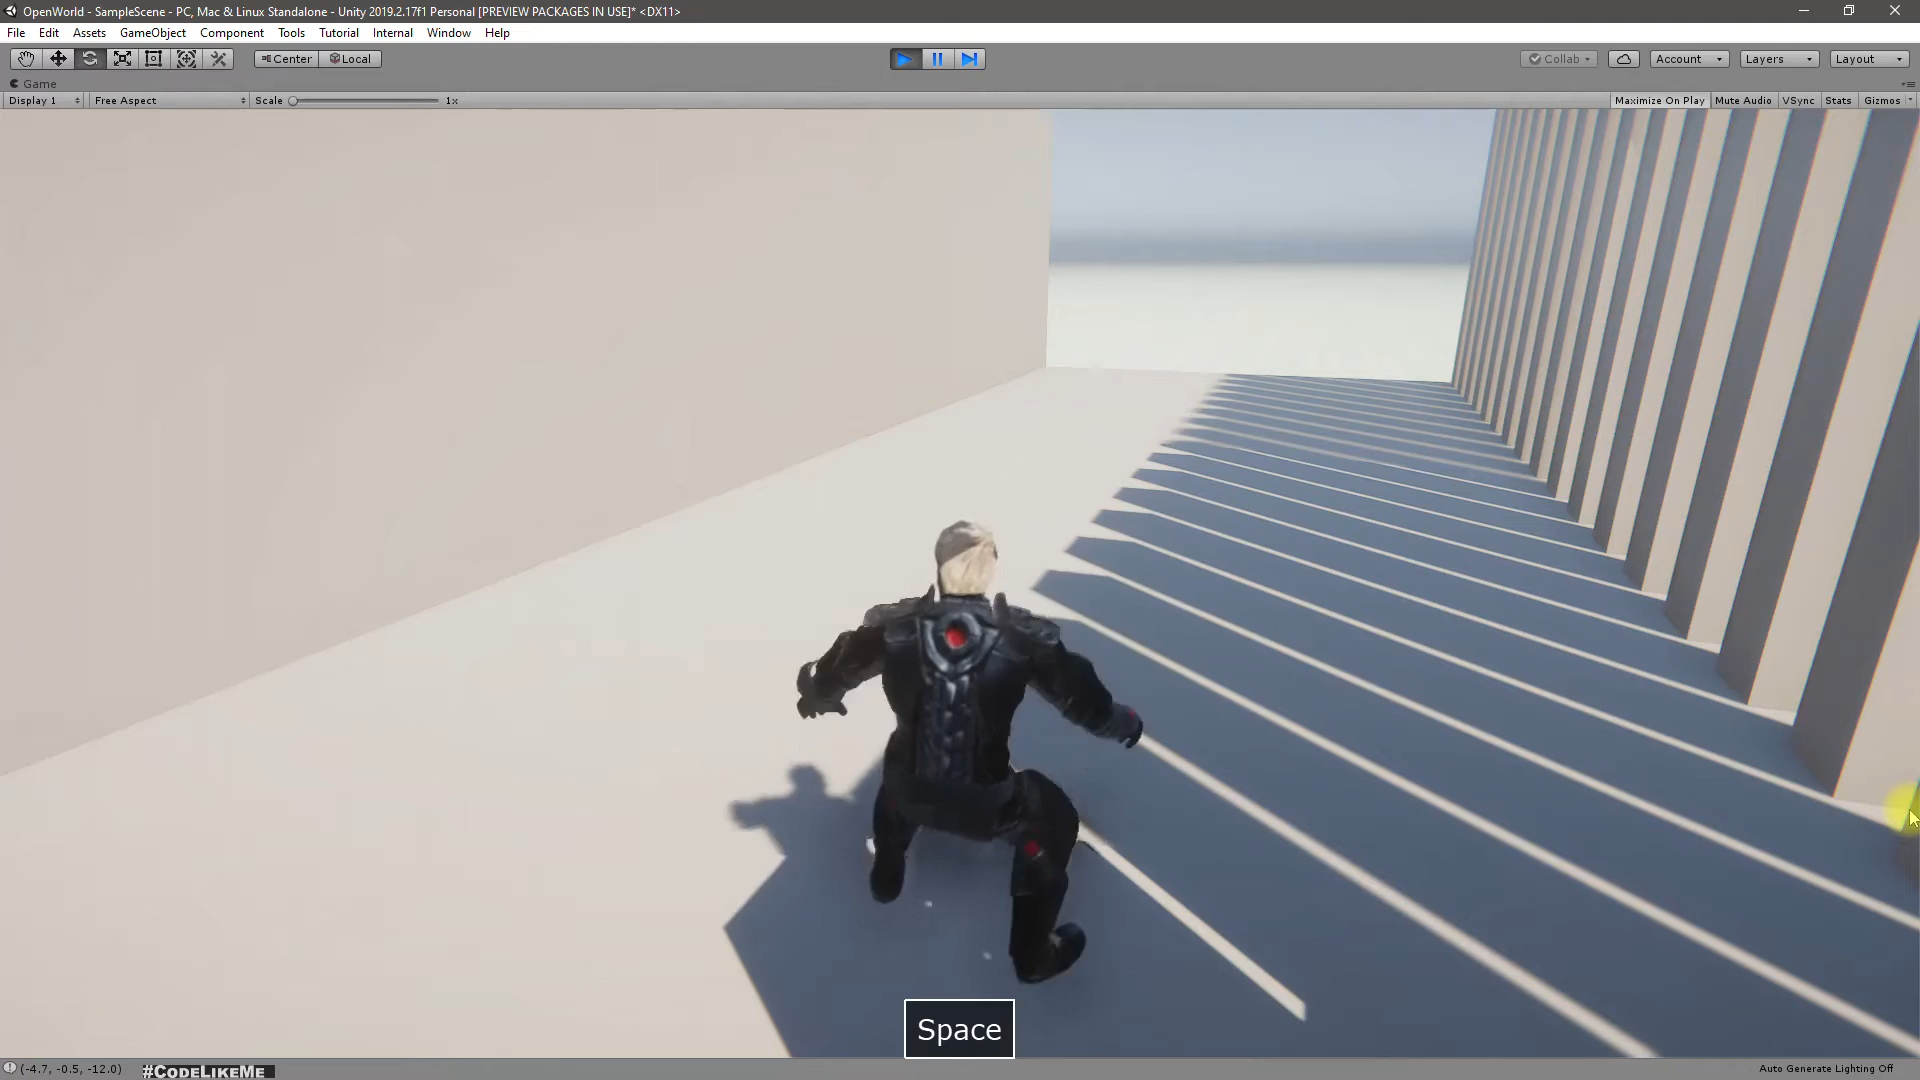 OpenWorld - SampleScene - PC, Mac & Linux Standalone - Unity 2019.2.17f1 Personal [PREVIEW PACKAGES IN USE]* <DX11>
File Edit Assets GameObject Component Tools Tutorial Internal Window Help
Center Local Collab Account Layers Layout
Game
Display 1 Free Aspect Scale 1x Maximize On Play Mute Audio VSync Stats Gizmos
Space
(-4.7, -0.5, -12.0) #CodeLikeMe Auto Generate Lighting Off